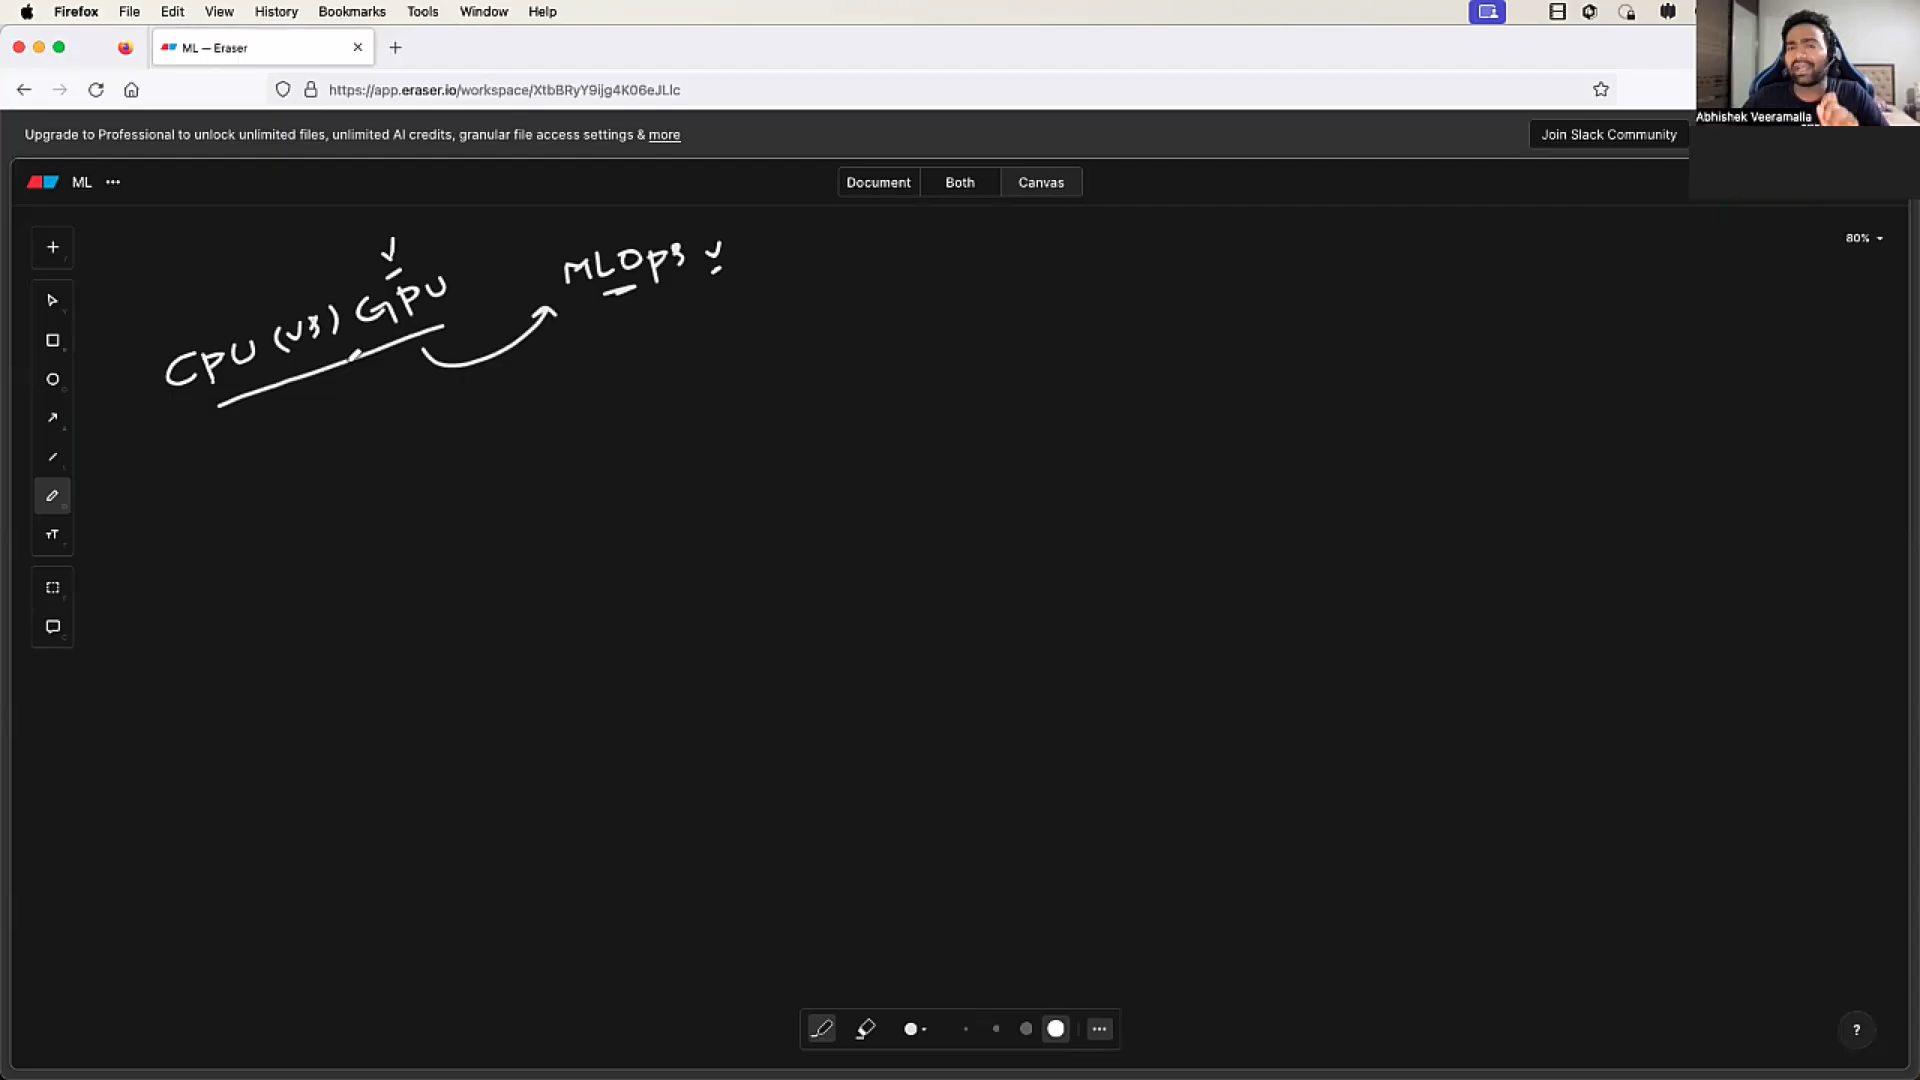 Firefox File Edit View History Bookmarks Tools Window Help
ML — Eraser
https://app.eraser.io/workspace/XtbBRyY9ijg4K06eJLlc
Abhishek Veeramalla
Upgrade to Professional to unlock unlimited files, unlimited AI credits, granular file access settings & more
Join Slack Community
ML
Document Both Canvas
80%
MLOps
CPU (vs) GPU
TT
?